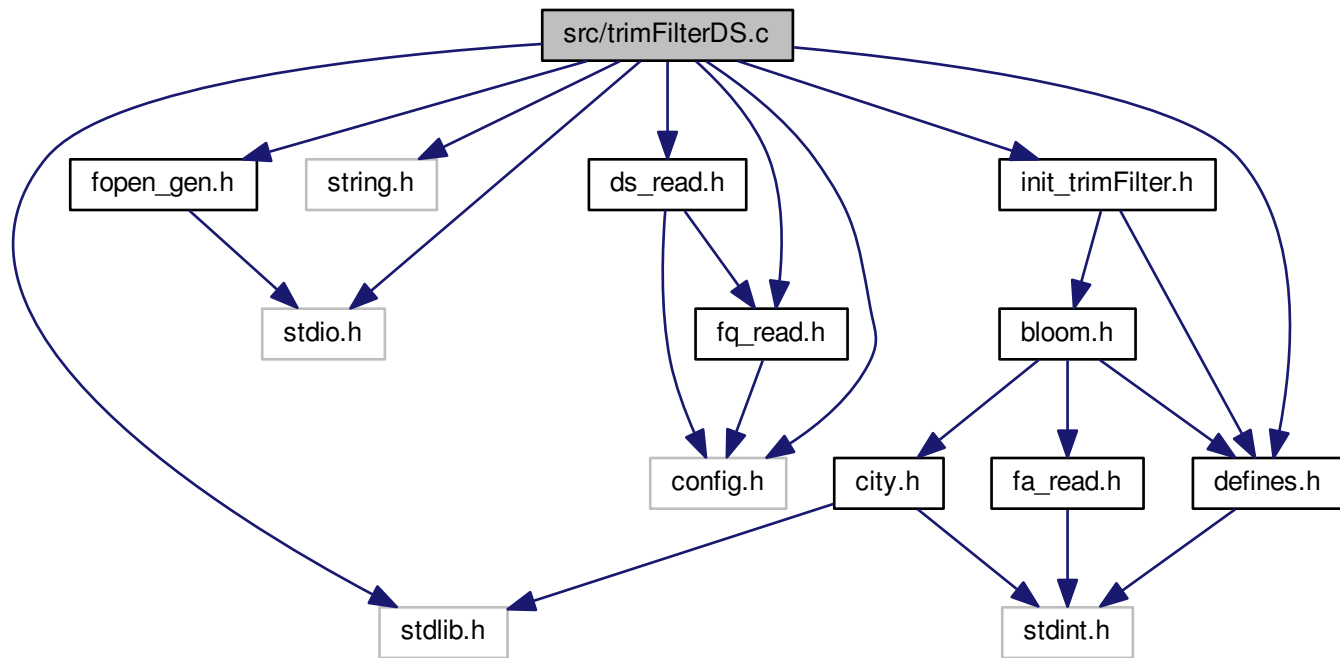 src/trimFilterDS.c
fopen_gen.h
string.h
ds_read.h
init_trimFilter.h
stdio.h
fq_read.h
bloom.h
config.h
city.h
fa_read.h
defines.h
stdlib.h
stdint.h